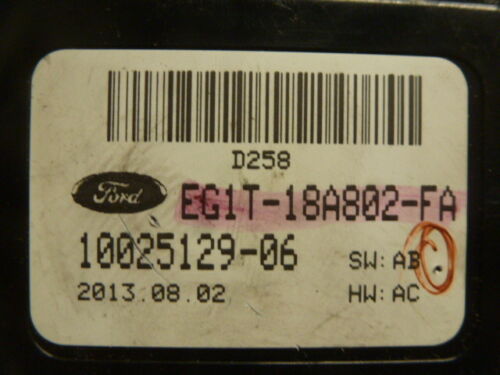 D258
Ford
EG1T-18A802-FA
10025129-06
SW: AB
2013.08.02
HW: AC